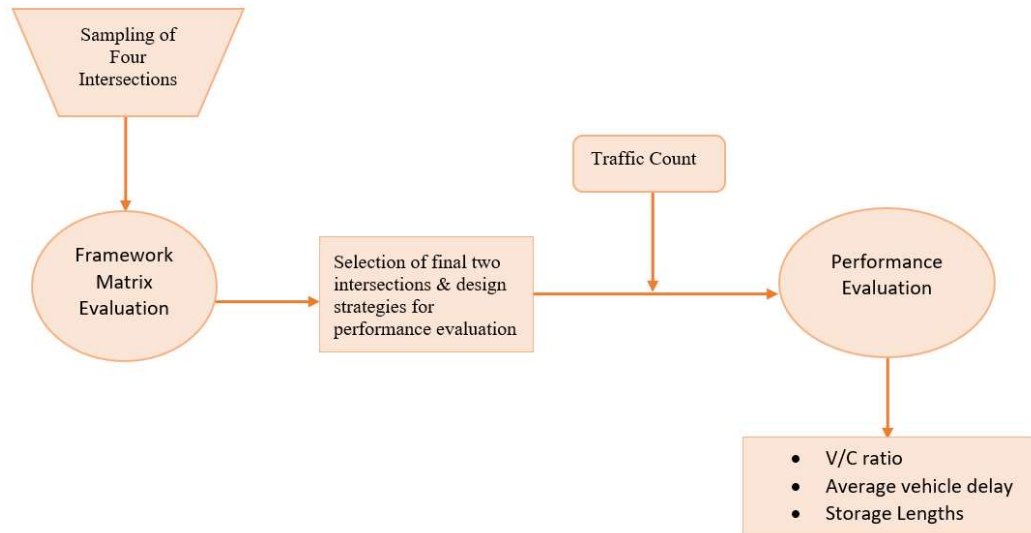 Sampling of
Four
Intersections
Traffic Count
Framework
Matrix
Evaluation
Selection of final two
intersections & design
strategies for
performance evaluation
Performance
Evaluation
• V/C ratio
• Average vehicle delay
• Storage Lengths